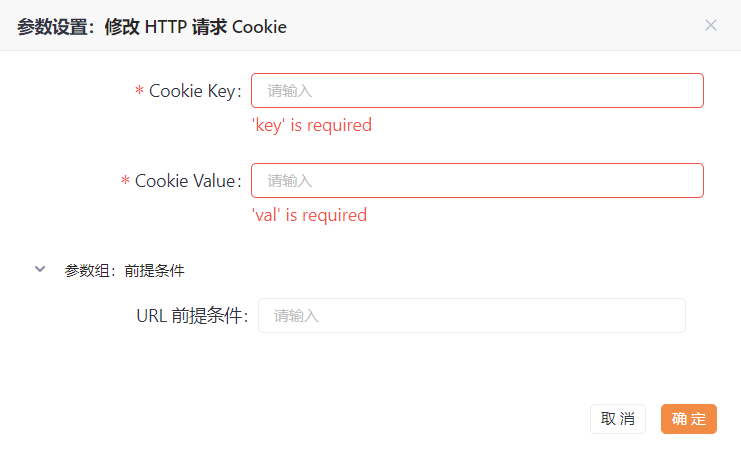 参数设置：修改 HTTP 请求 Cookie
* Cookie Key: 请输入
'key' is required
* Cookie Value: 请输入
'val' is required
参数组：前提条件
URL 前提条件: 请输入
取 消 确 定